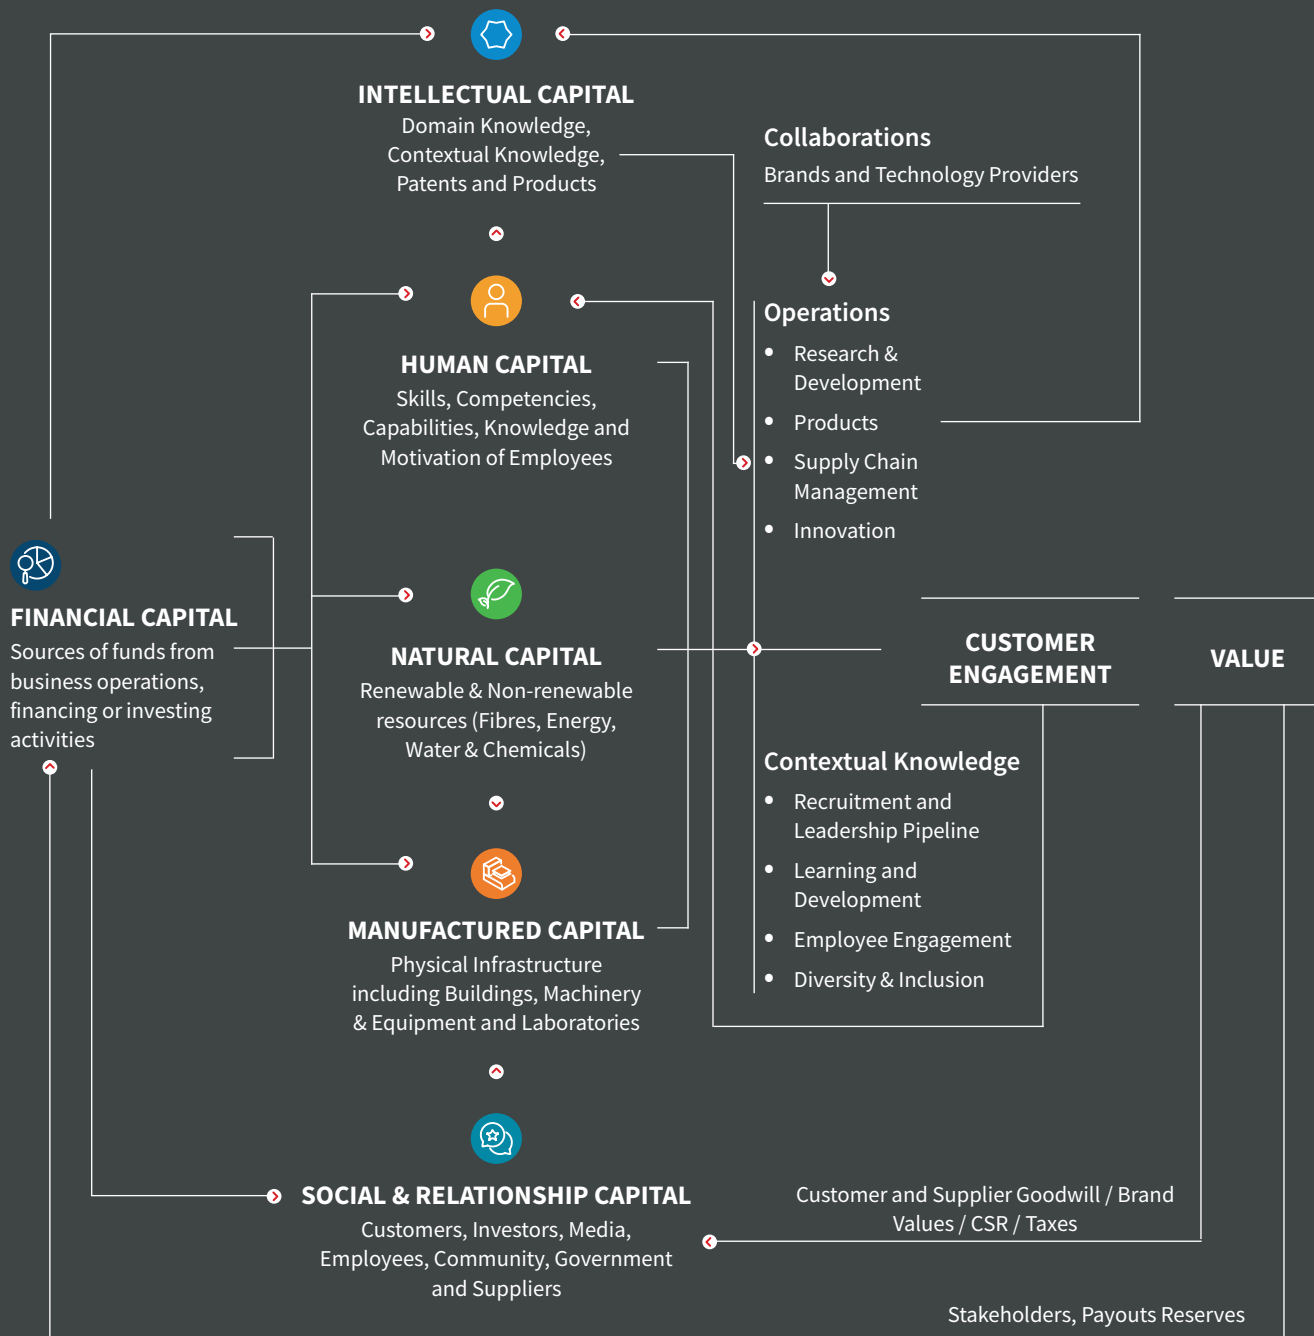 INTELLECTUAL CAPITAL
Domain Knowledge,
Contextual Knowledge,
Patents and Products
Collaborations
Brands and Technology Providers
HUMAN CAPITAL
Skills, Competencies,
Capabilities, Knowledge and
Motivation of Employees
Operations
• Research &
Development
• Products
• Supply Chain
Management
• Innovation
FINANCIAL CAPITAL
Sources of funds from
business operations,
financing or investing
activities
NATURAL CAPITAL
Renewable & Non-renewable
resources (Fibres, Energy,
Water & Chemicals)
CUSTOMER
ENGAGEMENT
VALUE
Contextual Knowledge
• Recruitment and
Leadership Pipeline
• Learning and
Development
• Employee Engagement
• Diversity & Inclusion
MANUFACTURED CAPITAL
Physical Infrastructure
including Buildings, Machinery
& Equipment and Laboratories
SOCIAL & RELATIONSHIP CAPITAL
Customers, Investors, Media,
Employees, Community, Government
and Suppliers
Customer and Supplier Goodwill / Brand
Values / CSR / Taxes
Stakeholders, Payouts Reserves